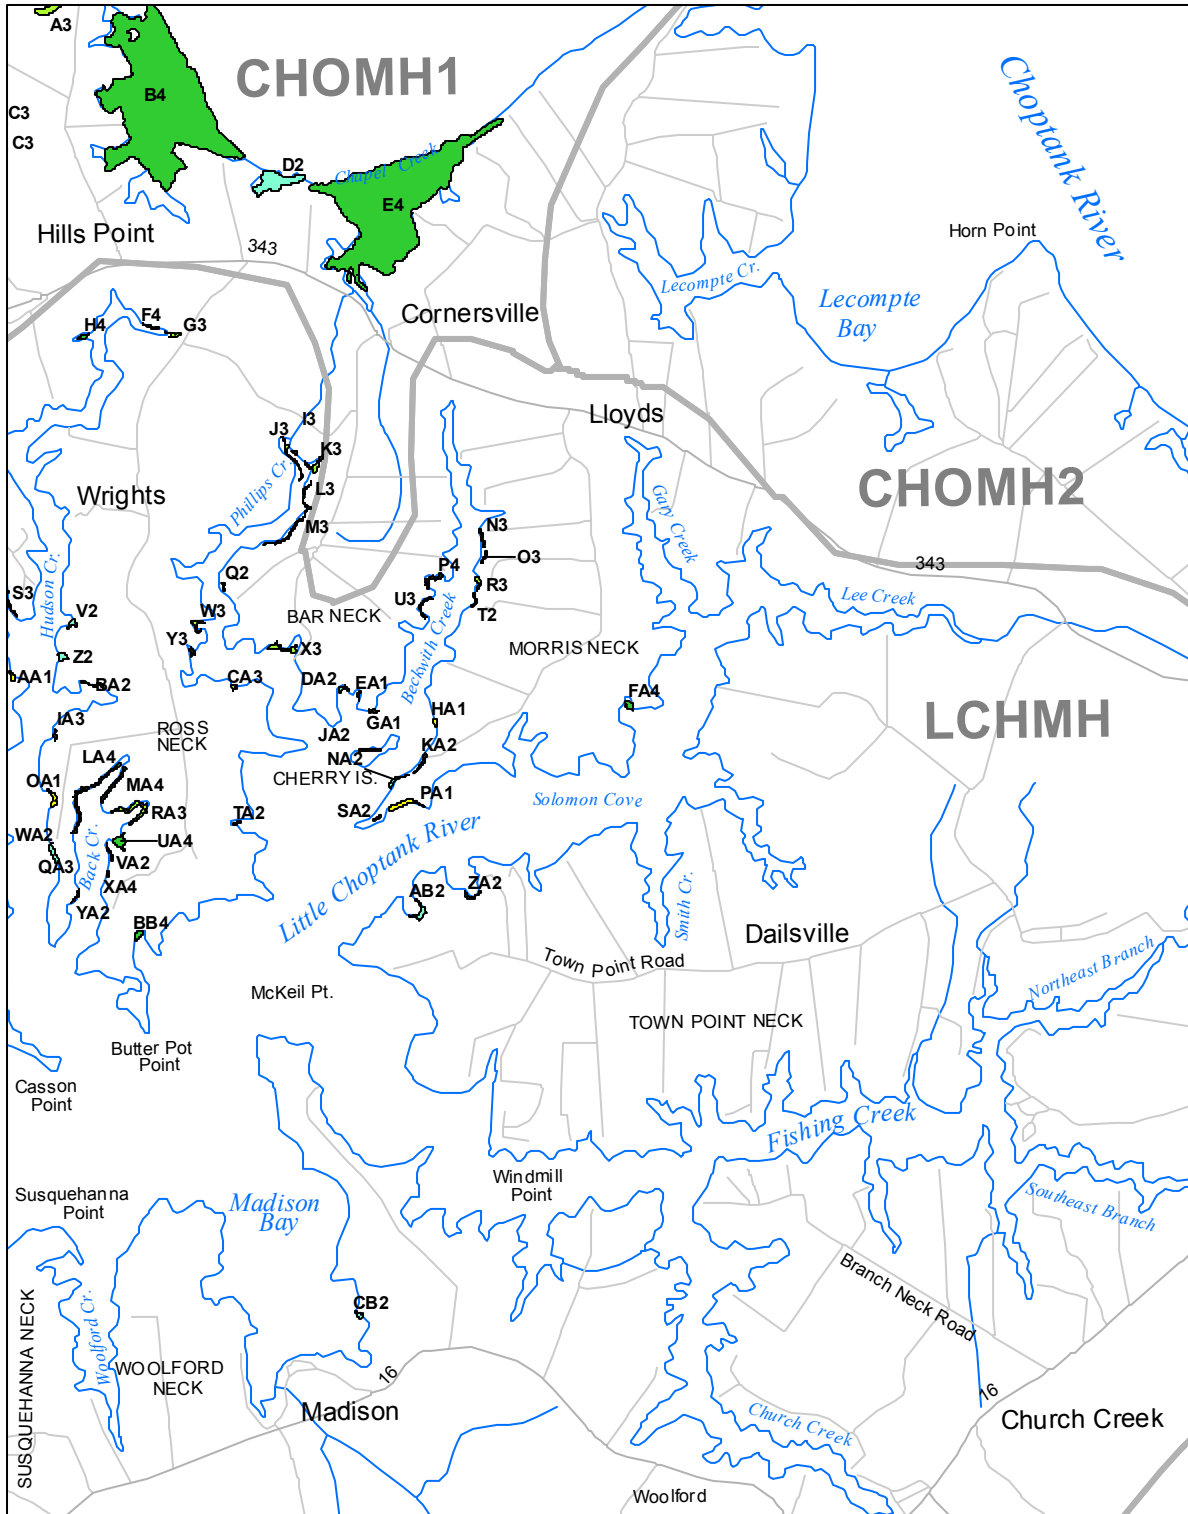 A3
CHOMH1
B4
C3
C3
Choptank River
D2
Chapel Creek
E4
Hills Point
343
Horn Point
Lecompte Cr.
Lecompte
Bay
Cornersville
H4
F4
G3
Lloyds
I3
J3
K3
Wrights
Phillips Cr.
L3
M3
CHOMH2
Gary Creek
N3
O3
343
Hudson Cr.
S3
Q2
P4
R3
U3
T2
Lee Creek
V2
W3
BAR NECK
Y3
X3
MORRIS NECK
Beckwith Creek
Z2
AA1
BA2
CA3
DA2
EA1
FA4
GA1
HA1
IA3
ROSS
NECK
JA2
LCHMH
KA2
NA2
LA4
CHERRY IS.
OA1
MA4
PA1
RA3
TA2
SA2
Solomon Cove
WA2
UA4
QA3
VA2
Back Cr.
XA4
Little Choptank River
YA2
AB2
ZA2
Smith Cr.
BB4
Dailsville
Town Point Road
Northeast Branch
McKeil Pt.
TOWN POINT NECK
Butter Pot
Point
Casson
Point
Fishing Creek
Windmill
Point
Susquehanna
Point
Madison
Bay
Southeast Branch
Branch Neck Road
CB2
Woolford Cr.
SUSQUEHANNA NECK
WOOLFORD
NECK
16
Madison
16
Church Creek
Church Creek
Woolford